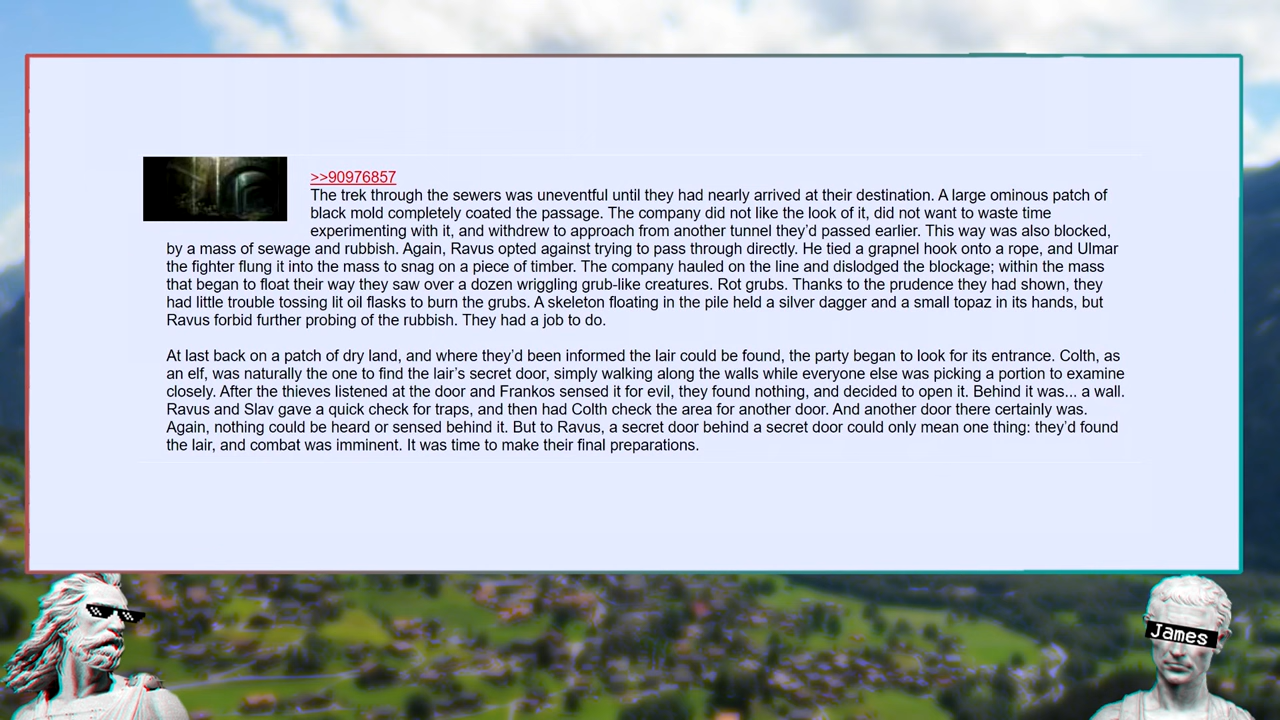 >>90976857
The trek through the sewers was uneventful until they had nearly arrived at their destination. A large ominous patch of
black mold completely coated the passage. The company did not like the look of it, did not want to waste time
experimenting with it, and withdrew to approach from another tunnel they'd passed earlier. This way was also blocked,
by a mass of sewage and rubbish. Again, Ravus opted against trying to pass through directly. He tied a grapnel hook onto a rope, and Ulmar
the fighter flung it into the mass to snag on a piece of timber. The company hauled on the line and dislodged the blockage; within the mass
that began to float their way they saw over a dozen wriggling grub-like creatures. Rot grubs. Thanks to the prudence they had shown, they
had little trouble tossing lit oil flasks to burn the grubs. A skeleton floating in the pile held a silver dagger and a small topaz in its hands, but
Ravus forbid further probing of the rubbish. They had a job to do.
At last back on a patch of dry land, and where they'd been informed the lair could be found, the party began to look for its entrance. Colth, as
an elf, was naturally the one to find the lair's secret door, simply walking along the walls while everyone else was picking a portion to examine
closely. After the thieves listened at the door and Frankos sensed it for evil, they found nothing, and decided to open it. Behind it was... a wall.
Ravus and Slav gave a quick check for traps, and then had Colth check the area for another door. And another door there certainly was.
Again, nothing could be heard or sensed behind it. But to Ravus, a secret door behind a secret door could only mean one thing: they'd found
the lair, and combat was imminent. It was time to make their final preparations.
James